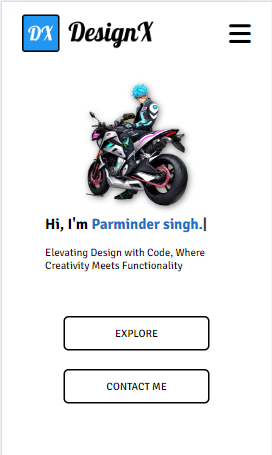 DX DesignX
Hi, I'm Parminder singh.|
Elevating Design with Code, Where
Creativity Meets Functionality
EXPLORE
CONTACT ME